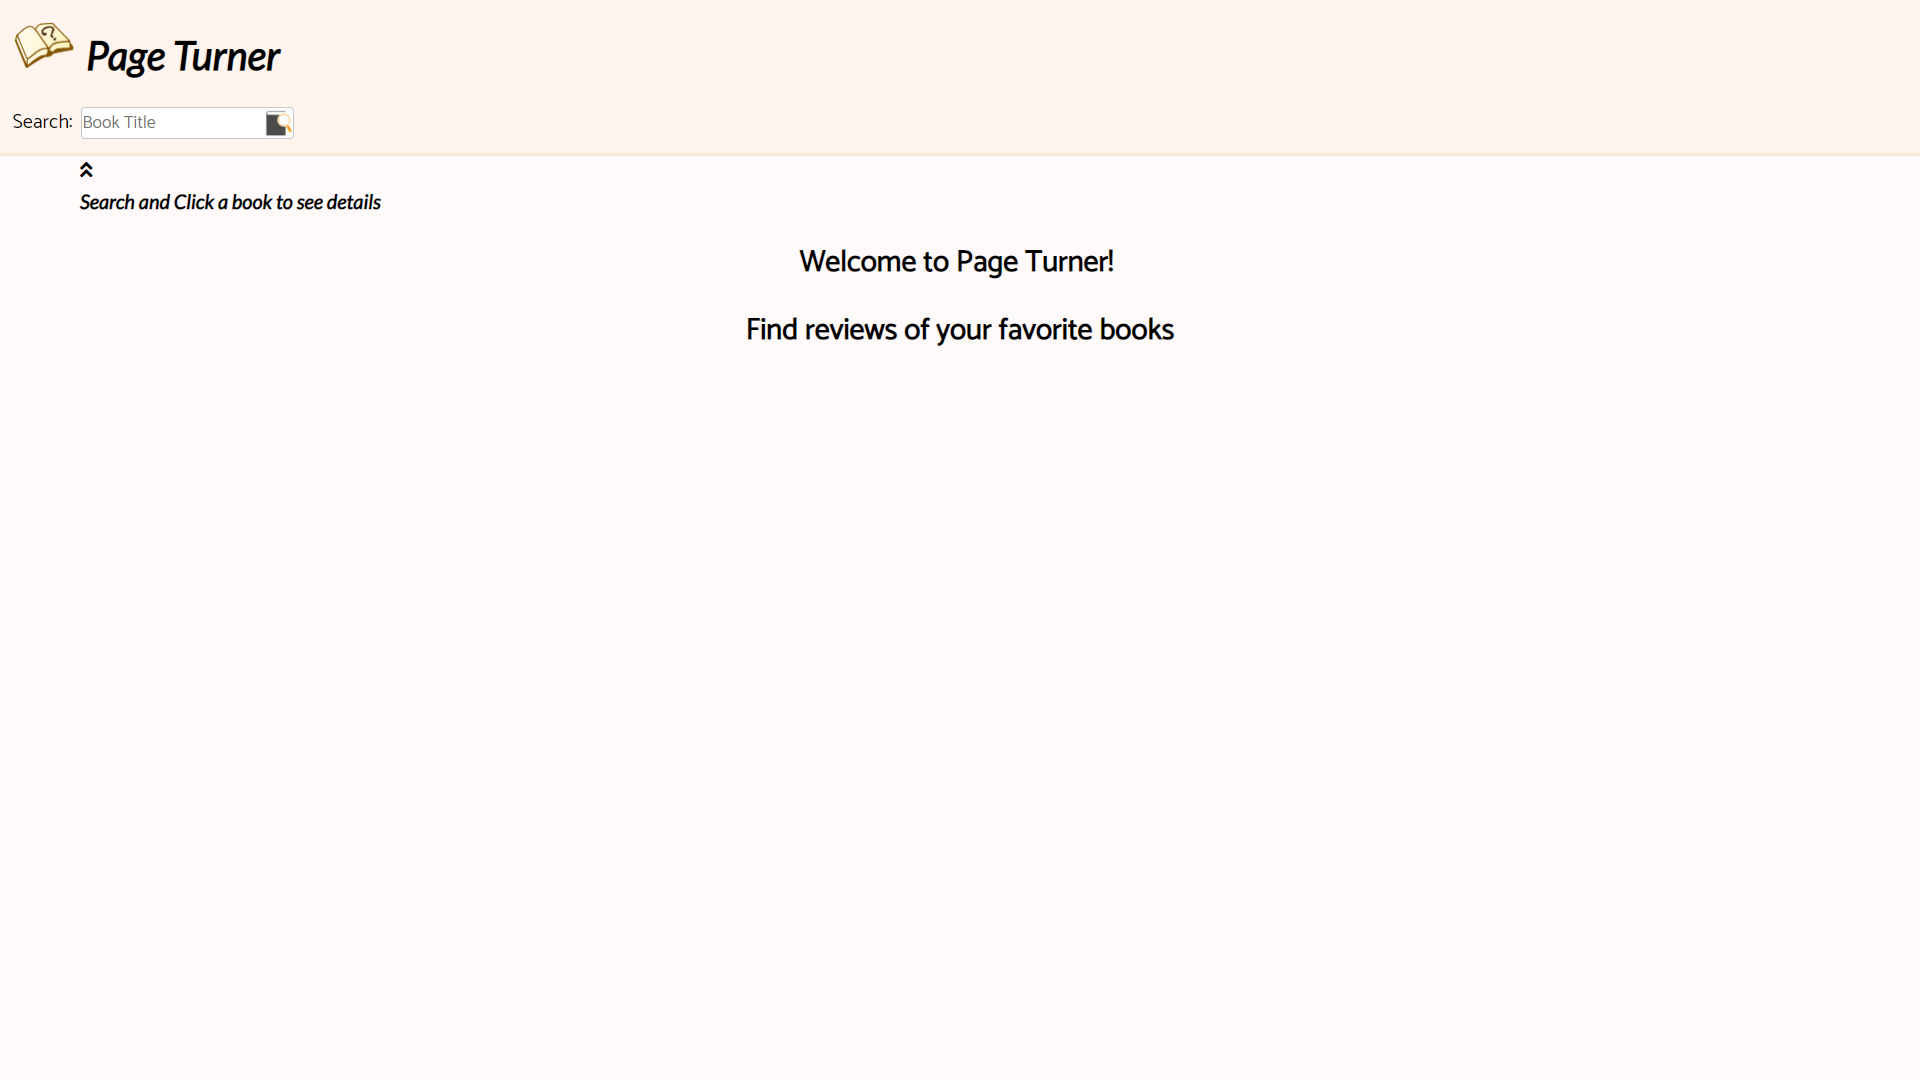 Page Turner
Search: Book Title
Search and Click a book to see details
Welcome to Page Turner!
Find reviews of your favorite books